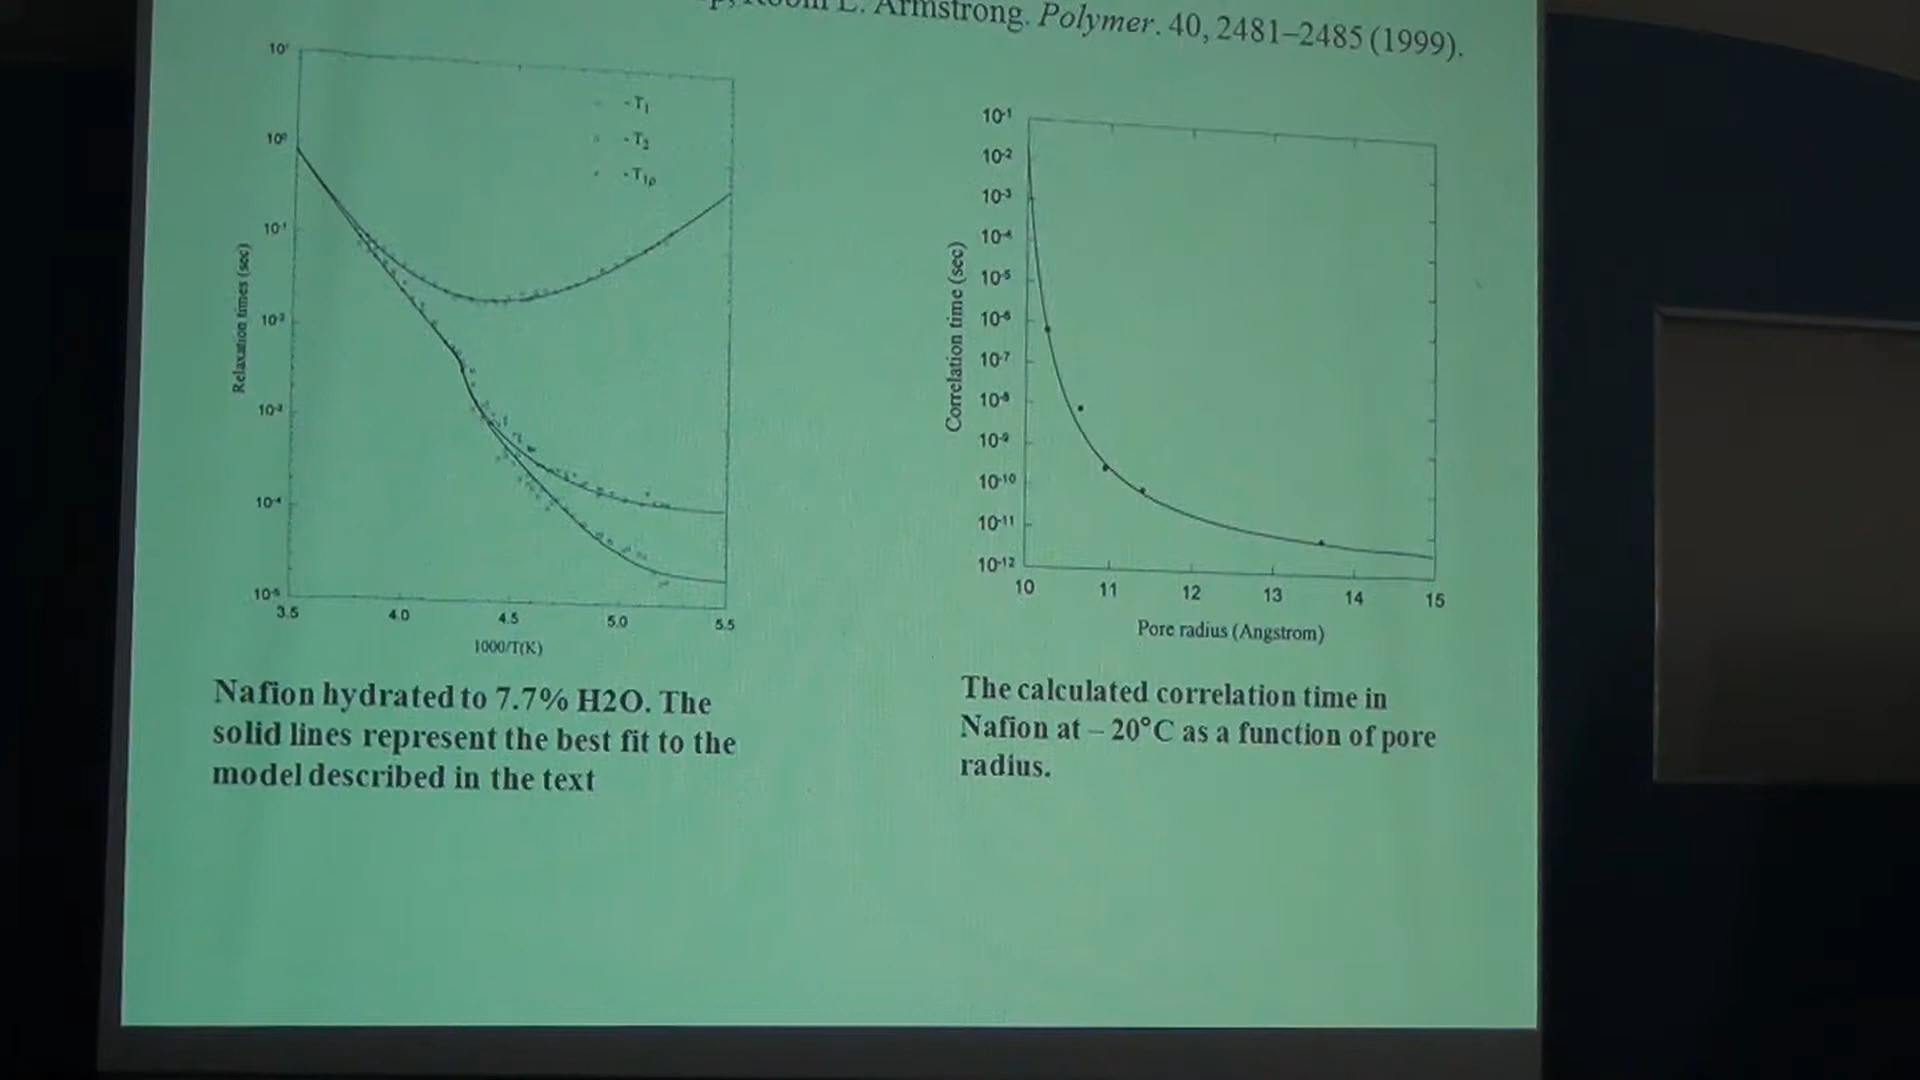 L. Armstrong. Polymer. 40, 2481–2485 (1999).
10¹
10⁰
10⁻¹
10⁻²
10⁻³
10⁻⁴
10⁻⁵
Relaxation times (sec)
- T₁
- T₂
- T₁ρ
3.5 4.0 4.5 5.0 5.5
1000/T(K)
Nafion hydrated to 7.7% H2O. The
solid lines represent the best fit to the
model described in the text
10⁻¹
10⁻²
10⁻³
10⁻⁴
10⁻⁵
10⁻⁶
10⁻⁷
10⁻⁸
10⁻⁹
10⁻¹⁰
10⁻¹¹
10⁻¹²
Correlation time (sec)
10 11 12 13 14 15
Pore radius (Angstrom)
The calculated correlation time in
Nafion at – 20°C as a function of pore
radius.